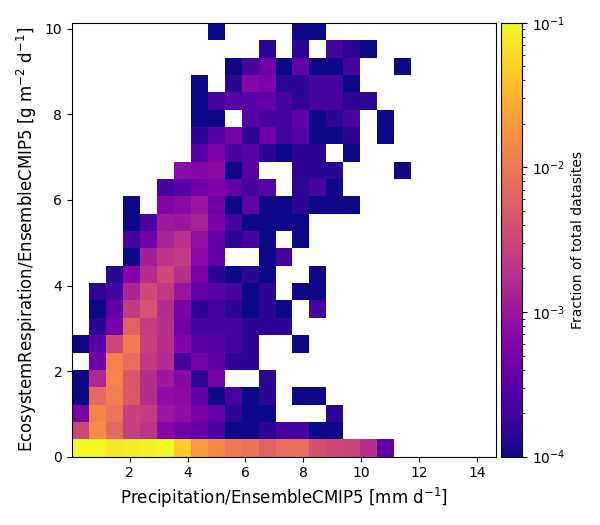 EcosystemRespiration/EnsembleCMIP5 [g m⁻² d⁻¹]
10
8
6
4
2
0
2 4 6 8 10 12 14
Precipitation/EnsembleCMIP5 [mm d⁻¹]
10⁻¹
10⁻²
10⁻³
10⁻⁴
Fraction of total datasites